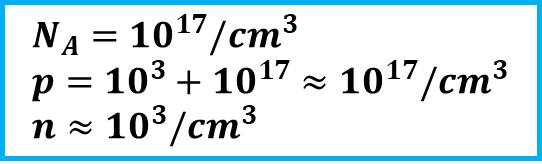 N_A = 10^17/cm^3
p = 10^3 + 10^17 ≈ 10^17/cm^3
n ≈ 10^3/cm^3